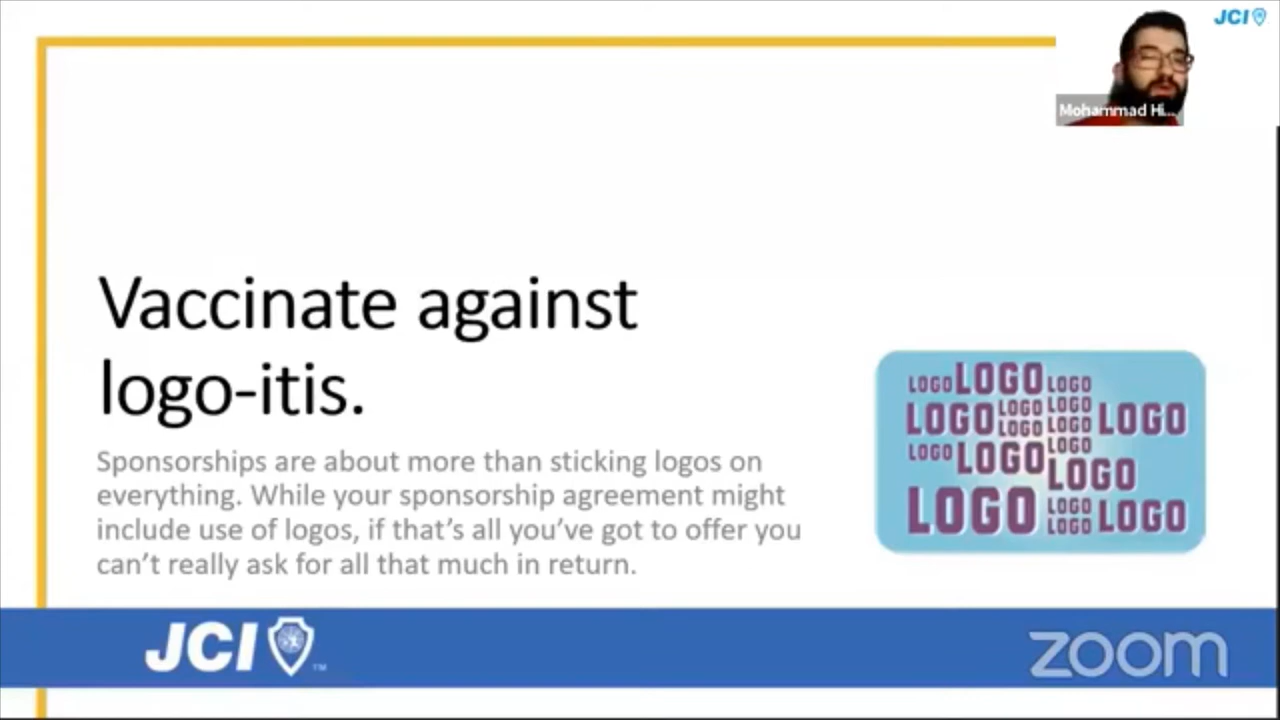 JCI
Mohammad Hi...
Vaccinate against
logo-itis.
Sponsorships are about more than sticking logos on
everything. While your sponsorship agreement might
include use of logos, if that's all you've got to offer you
can't really ask for all that much in return.
LOGO LOGO LOGO
LOGO LOGO LOGO LOGO
LOGO LOGO LOGO
LOGO LOGO LOGO
LOGO
LOGO LOGO LOGO
LOGO
JCI ™
zoom